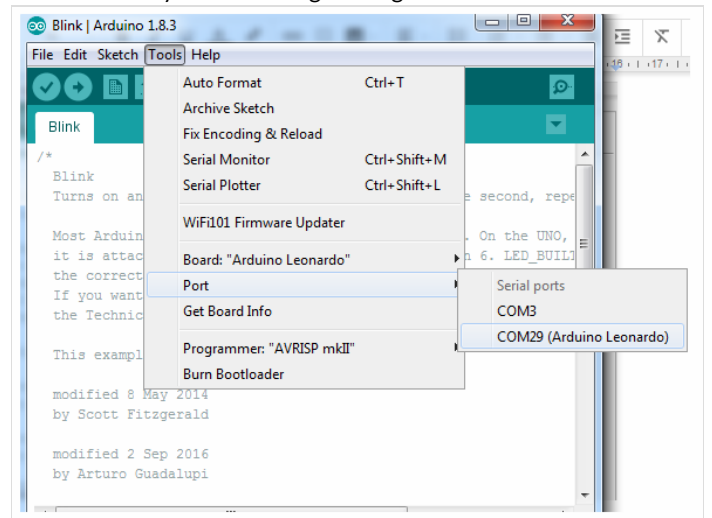 Blink | Arduino 1.8.3
File Edit Sketch Tools Help
16 17
Blink
Auto Format Ctrl+T
Archive Sketch
Fix Encoding & Reload
Serial Monitor Ctrl+Shift+M
Serial Plotter Ctrl+Shift+L
WiFi101 Firmware Updater
Board: "Arduino Leonardo"
Port
Get Board Info
Programmer: "AVRISP mkII"
Burn Bootloader
Serial ports
COM3
COM29 (Arduino Leonardo)
/*
Blink
Turns on an e second, repe
Most Arduin . On the UNO,
it is attac n 6. LED_BUILT
the correct
If you want
the Technic
This exampl
modified 8 May 2014
by Scott Fitzgerald
modified 2 Sep 2016
by Arturo Guadalupi